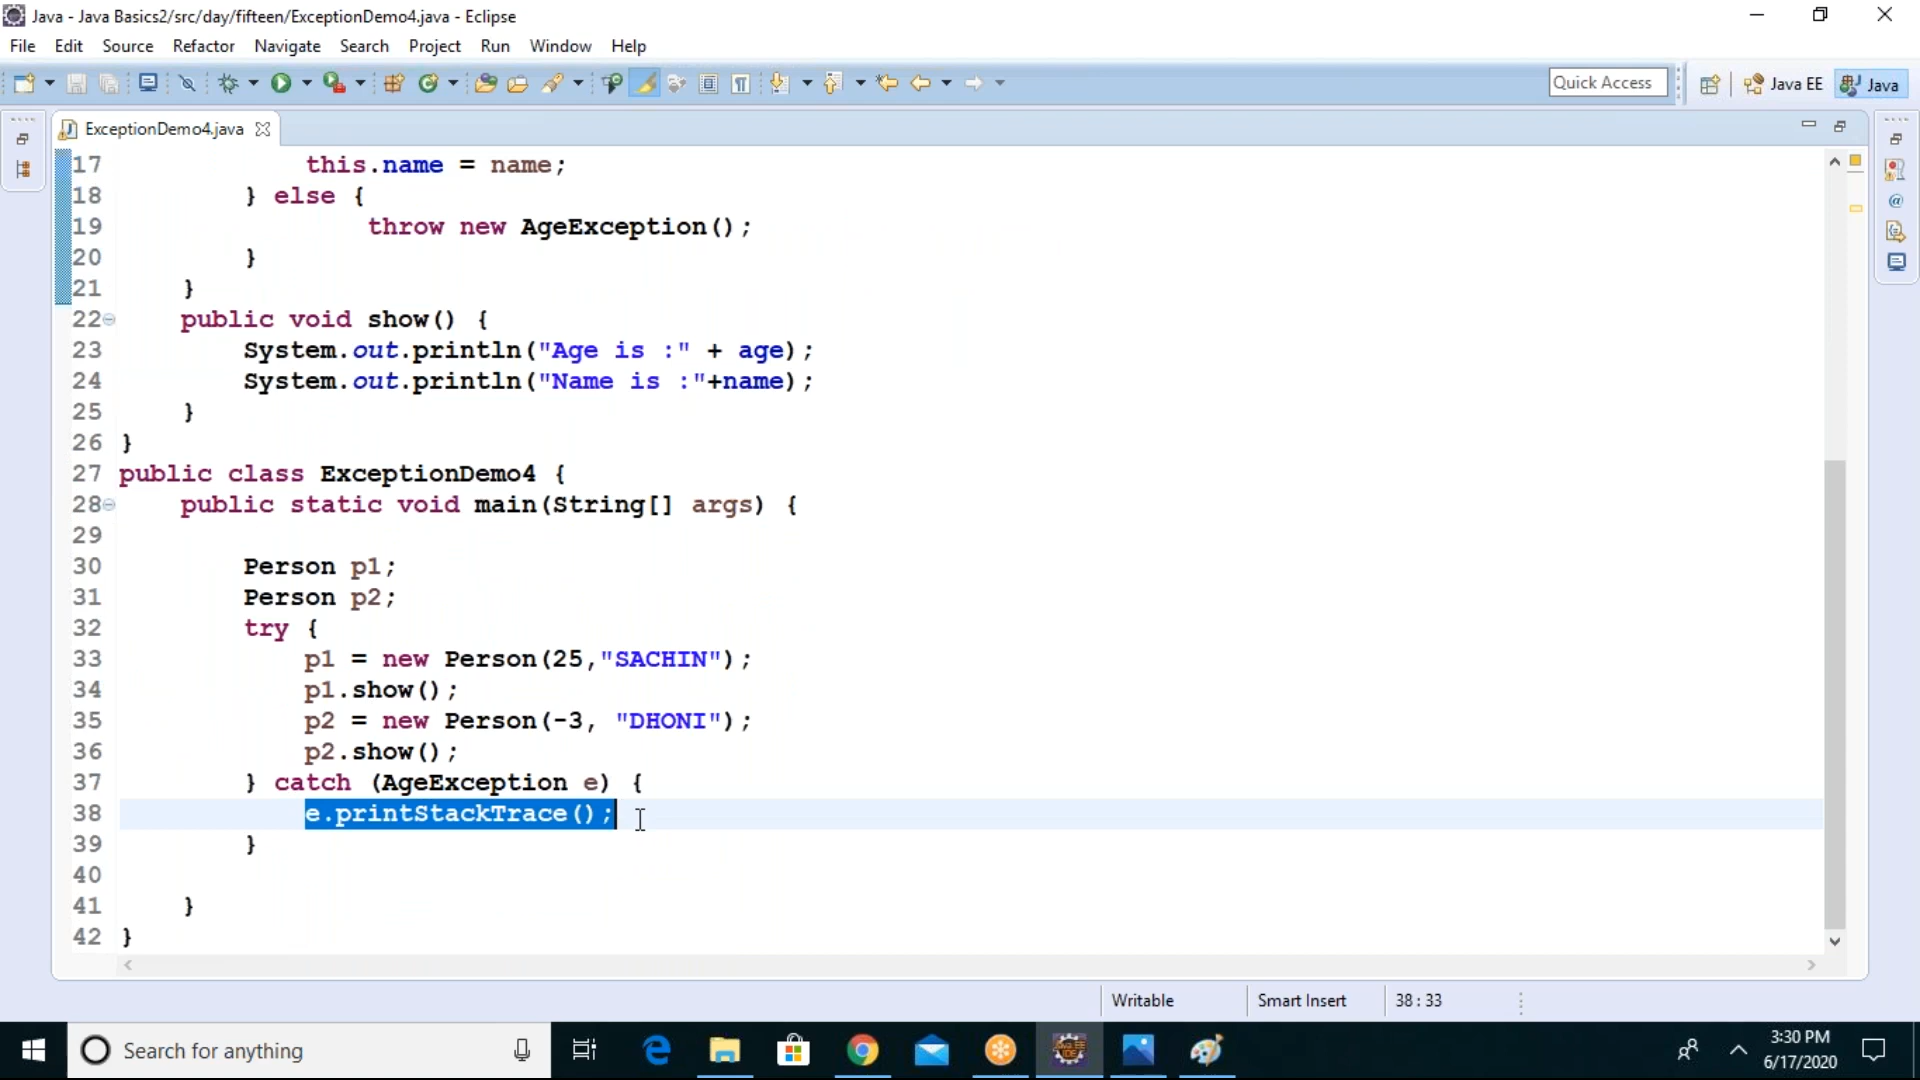 Java - Java Basics2/src/day/fifteen/ExceptionDemo4.java - Eclipse
File Edit Source Refactor Navigate Search Project Run Window Help
Quick Access Java EE Java
ExceptionDemo4.java
17 this.name = name;
18 } else {
19 throw new AgeException();
20 }
21 }
22 public void show() {
23 System.out.println("Age is :" + age);
24 System.out.println("Name is :"+name);
25 }
26 }
27 public class ExceptionDemo4 {
28 public static void main(String[] args) {
29
30 Person p1;
31 Person p2;
32 try {
33 p1 = new Person(25,"SACHIN");
34 p1.show();
35 p2 = new Person(-3, "DHONI");
36 p2.show();
37 } catch (AgeException e) {
38 e.printStackTrace();
39 }
40
41 }
42 }
Writable Smart Insert 38 : 33
Search for anything
3:30 PM
6/17/2020